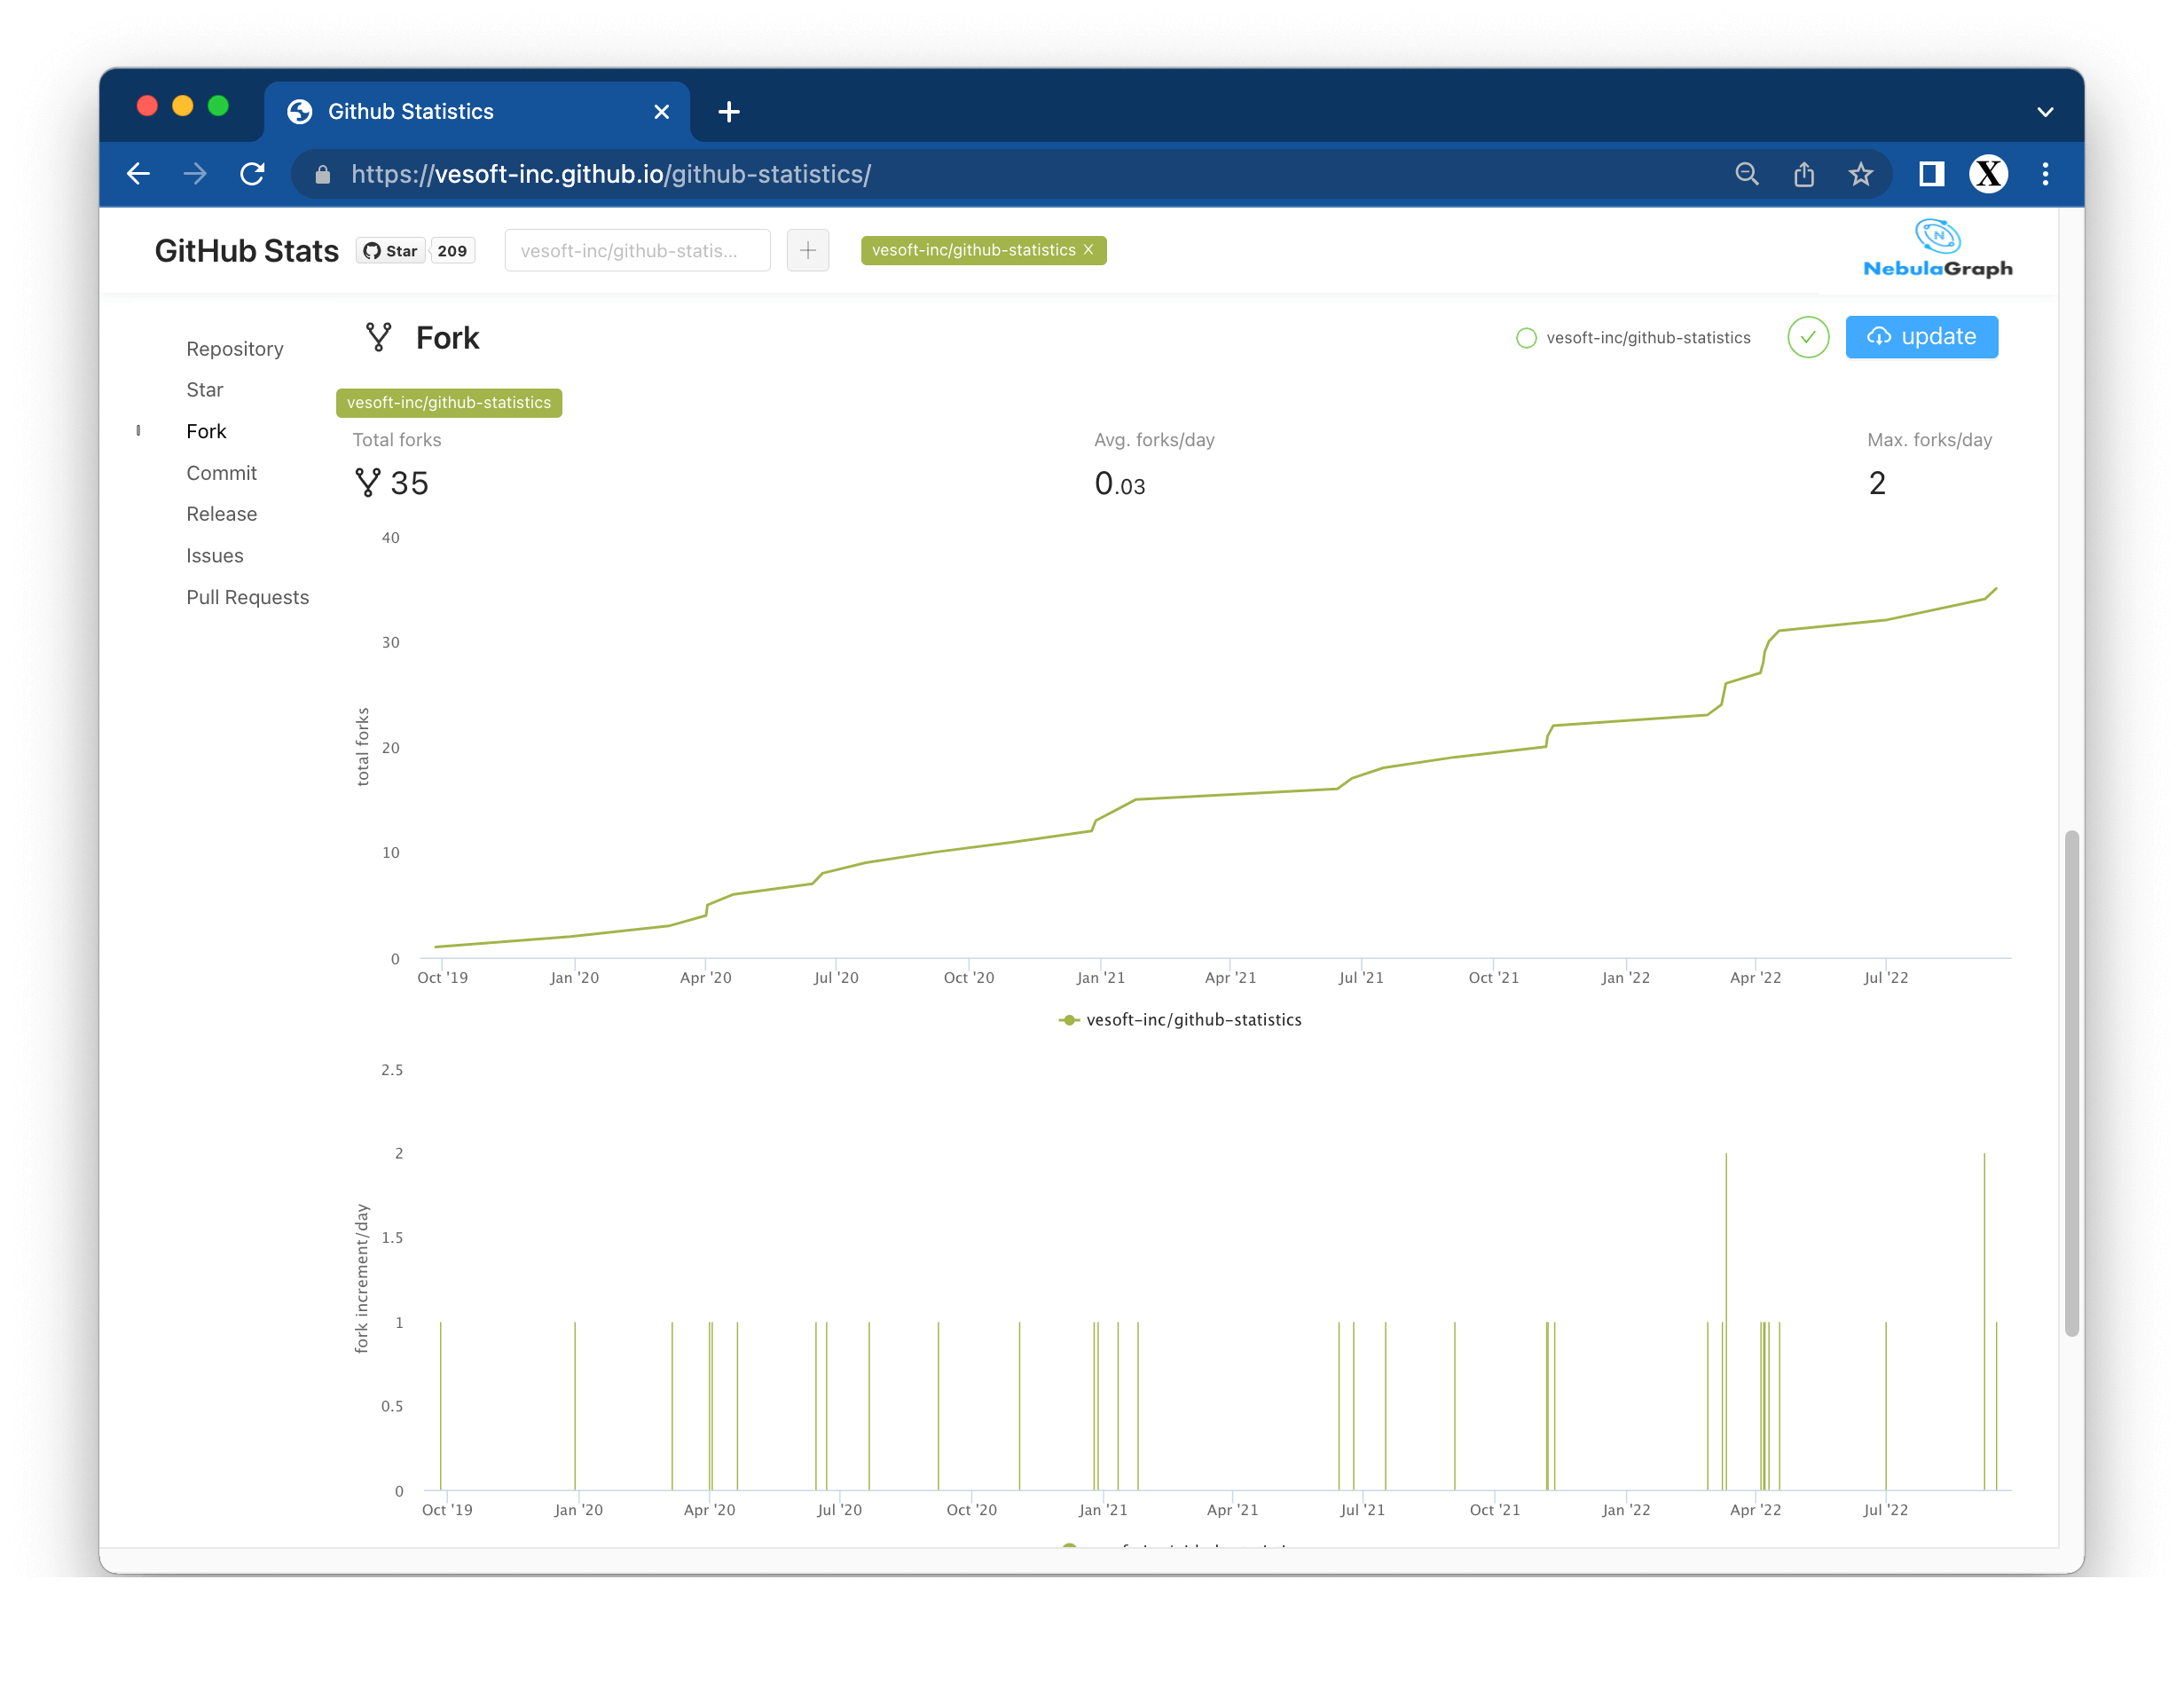 Github Statistics
https://vesoft-inc.github.io/github-statistics/
X
GitHub Stats
Star 209
vesoft-inc/github-statis...
vesoft-inc/github-statistics
N
NebulaGraph
Fork
vesoft-inc/github-statistics
update
Repository
Star
Fork
Commit
Release
Issues
Pull Requests
vesoft-inc/github-statistics
Total forks
35
Avg. forks/day
0.03
Max. forks/day
2
40
30
20
10
0
total forks
Oct '19 Jan '20 Apr '20 Jul '20 Oct '20 Jan '21 Apr '21 Jul '21 Oct '21 Jan '22 Apr '22 Jul '22
vesoft-inc/github-statistics
2.5
2
1.5
1
0.5
0
fork increment/day
Oct '19 Jan '20 Apr '20 Jul '20 Oct '20 Jan '21 Apr '21 Jul '21 Oct '21 Jan '22 Apr '22 Jul '22